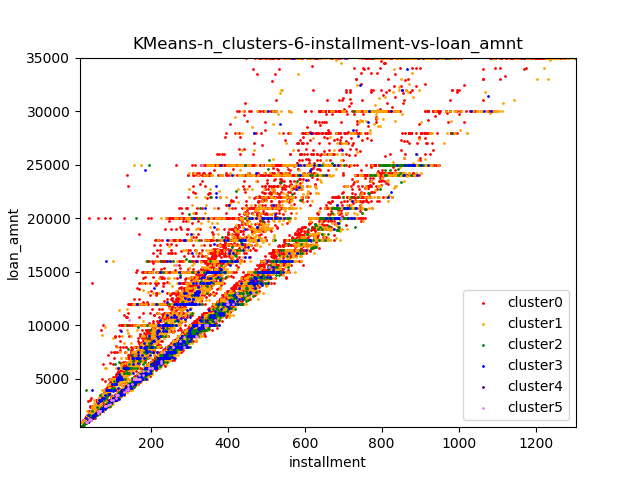 KMeans-n_clusters-6-installment-vs-loan_amnt
35000
30000
25000
20000
15000
10000
5000
loan_amnt
cluster0
cluster1
cluster2
cluster3
cluster4
cluster5
200 400 600 800 1000 1200
installment